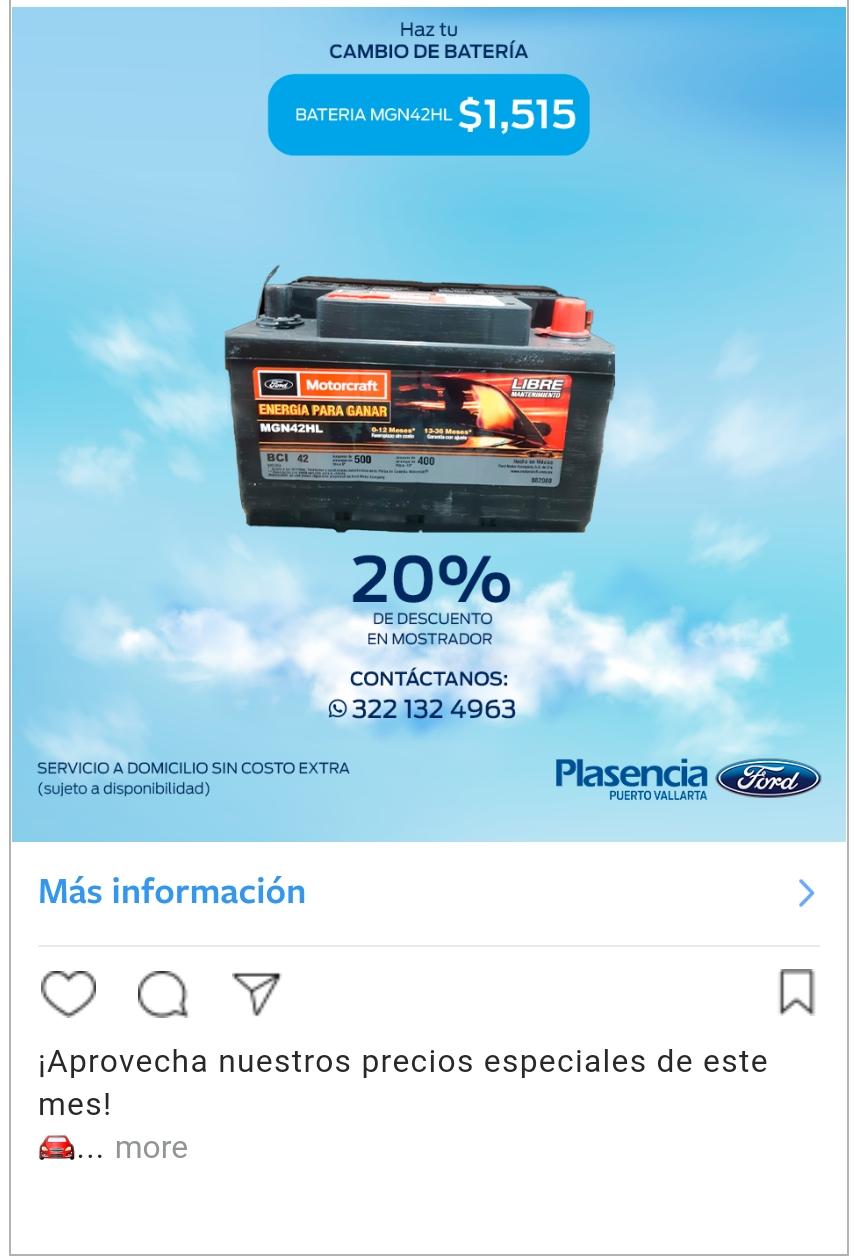 Haz tu
CAMBIO DE BATERÍA
BATERIA MGN42HL $1,515
Ford Motorcraft
LIBRE
MANTENIMIENTO
ENERGÍA PARA GANAR
MGN42HL
0-12 Meses* 13-36 Meses*
BCI 42 500 400
Hecho en México
20%
DE DESCUENTO
EN MOSTRADOR
CONTÁCTANOS:
322 132 4963
SERVICIO A DOMICILIO SIN COSTO EXTRA
(sujeto a disponibilidad)
Plasencia Ford
PUERTO VALLARTA
Más información
¡Aprovecha nuestros precios especiales de este
mes!
🚘... more